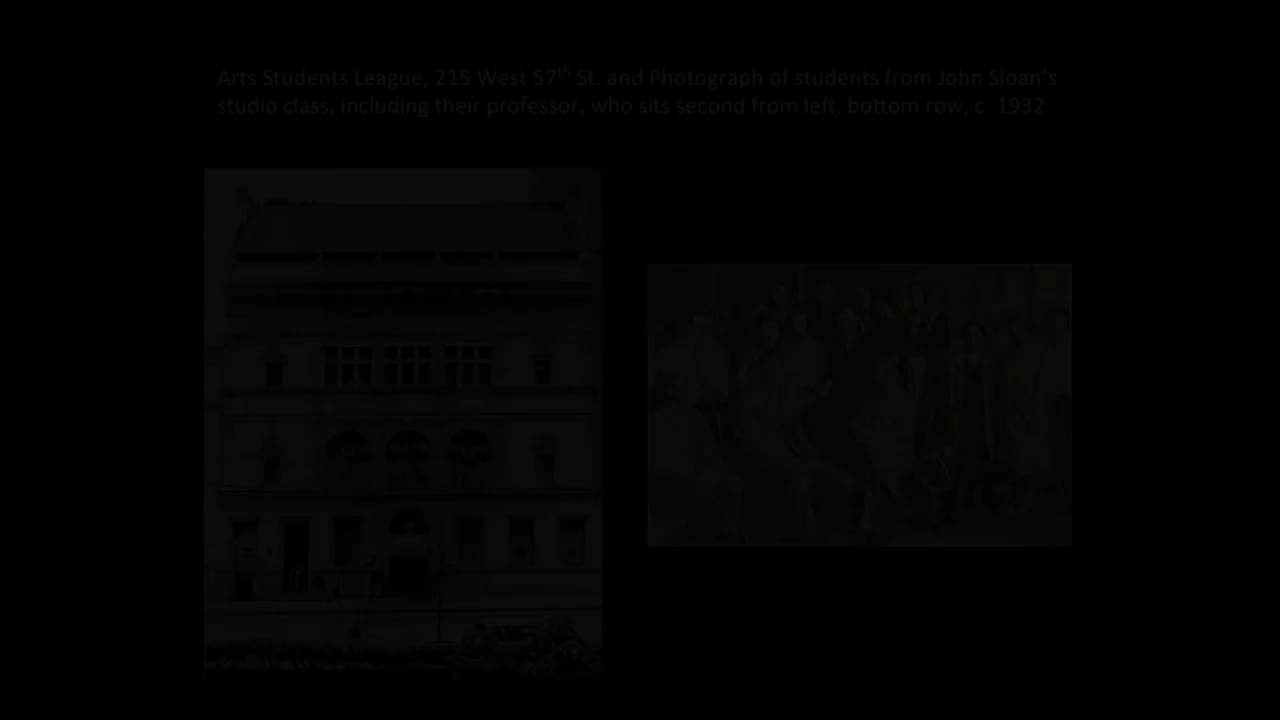 Arts Students League, 215 West 57th St. and Photograph of students from John Sloan's
studio class, including their professor, who sits second from left, bottom row, c. 1932